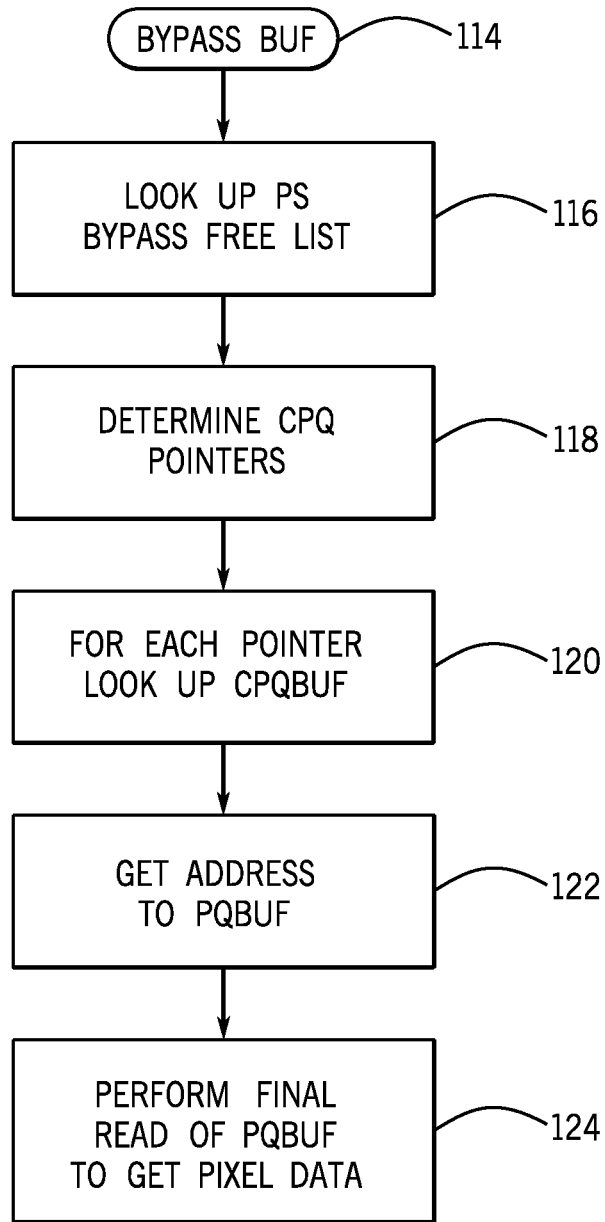 BYPASS BUF
114
LOOK UP PS
BYPASS FREE LIST
116
DETERMINE CPQ
POINTERS
118
FOR EACH POINTER
LOOK UP CPQBUF
120
GET ADDRESS
TO PQBUF
122
PERFORM FINAL
READ OF PQBUF
TO GET PIXEL DATA
124